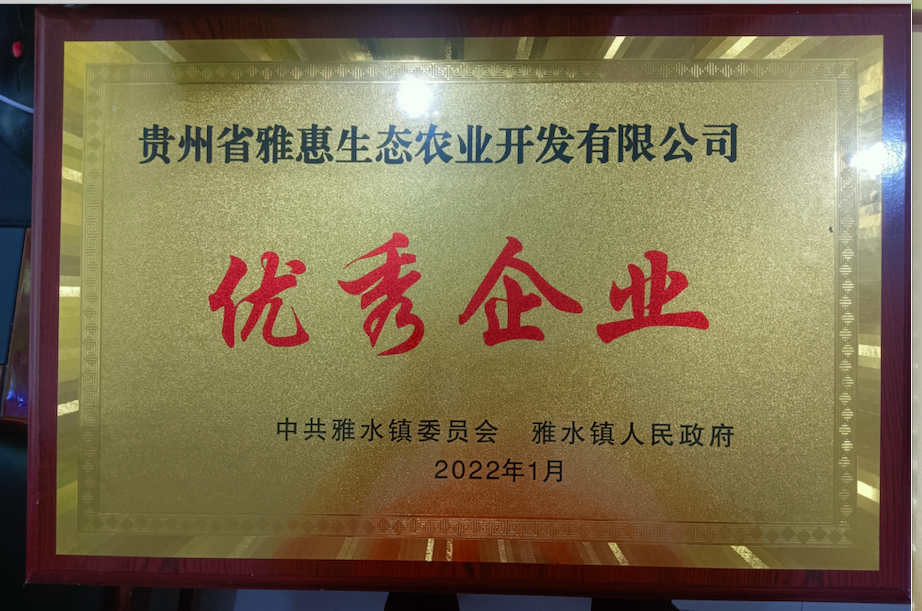 贵州省雅惠生态农业开发有限公司
优秀企业
中共雅水镇委员会 雅水镇人民政府
2022年1月